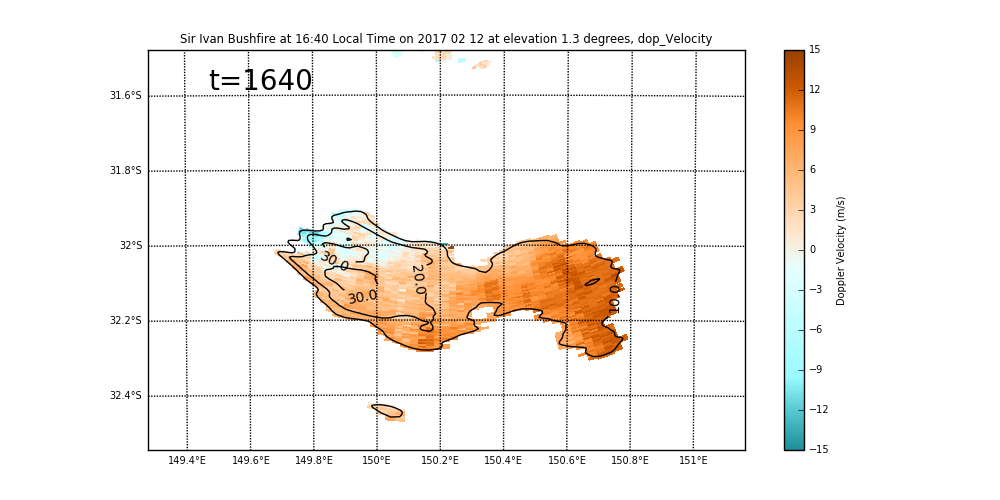 Sir Ivan Bushfire at 16:40 Local Time on 2017 02 12 at elevation 1.3 degrees, dop_Velocity
t=1640
31.6°S
31.8°S
32°S
32.2°S
32.4°S
149.4°E 149.6°E 149.8°E 150°E 150.2°E 150.4°E 150.6°E 150.8°E 151°E
30.0
30.0
20.0
10.0
15
12
9
6
3
0
−3
−6
−9
−12
−15
Doppler Velocity (m/s)